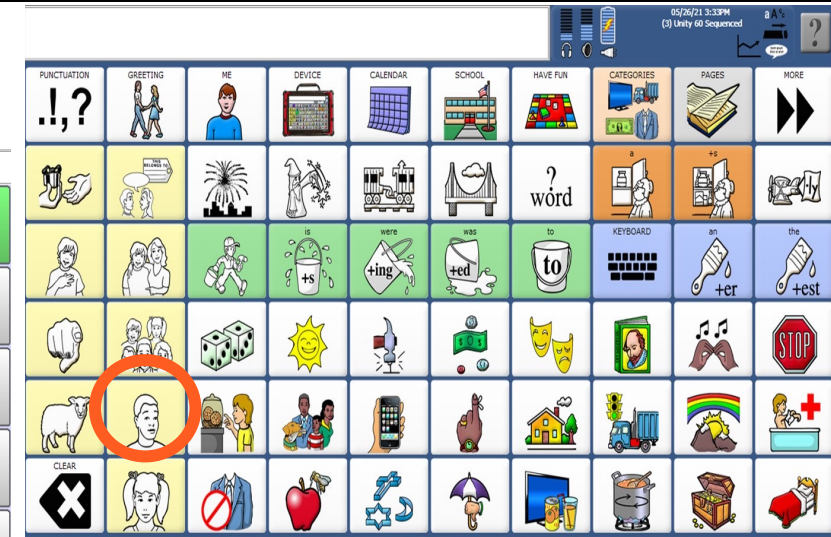 05/26/21 3:33PM
(3) Unity 60 Sequenced
a A
?
PUNCTUATION
GREETING
ME
DEVICE
CALENDAR
SCHOOL
HAVE FUN
CATEGORIES
PAGES
MORE
.!,?
THIS BELONGS TO
?
word
a
+s
-ly
is
+s
were
+ing
was
+ed
to
to
KEYBOARD
an
+er
the
+est
STOP
CLEAR
X